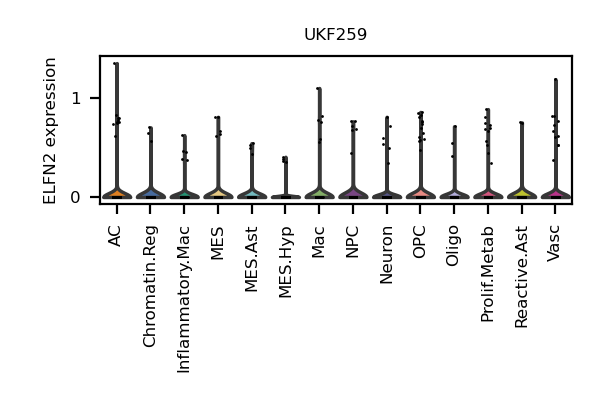 UKF259
ELFN2 expression
1
0
AC
Chromatin.Reg
Inflammatory.Mac
MES
MES.Ast
MES.Hyp
Mac
NPC
Neuron
OPC
Oligo
Prolif.Metab
Reactive.Ast
Vasc